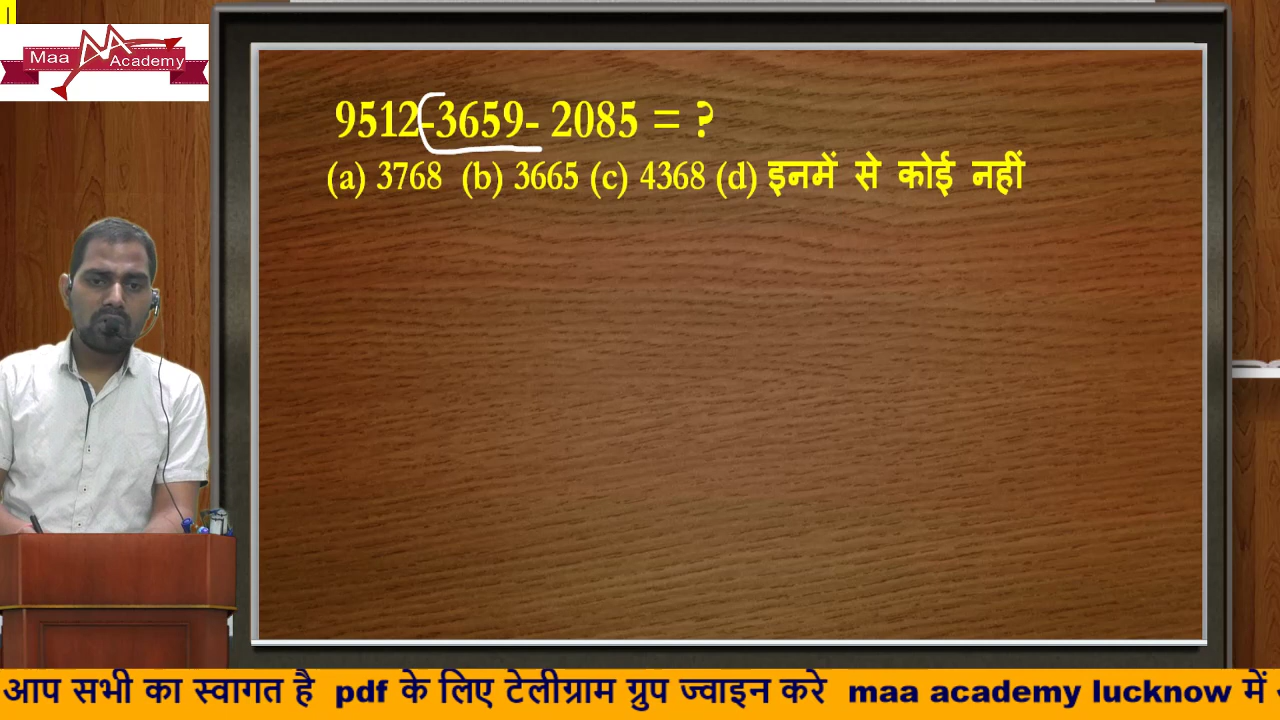 Maa Academy
9512-3659- 2085 = ?
(a) 3768 (b) 3665 (c) 4368 (d) इनमें से कोई नहीं
आप सभी का स्वागत है pdf के लिए टेलीग्राम ग्रुप ज्वाइन करे maa academy lucknow में